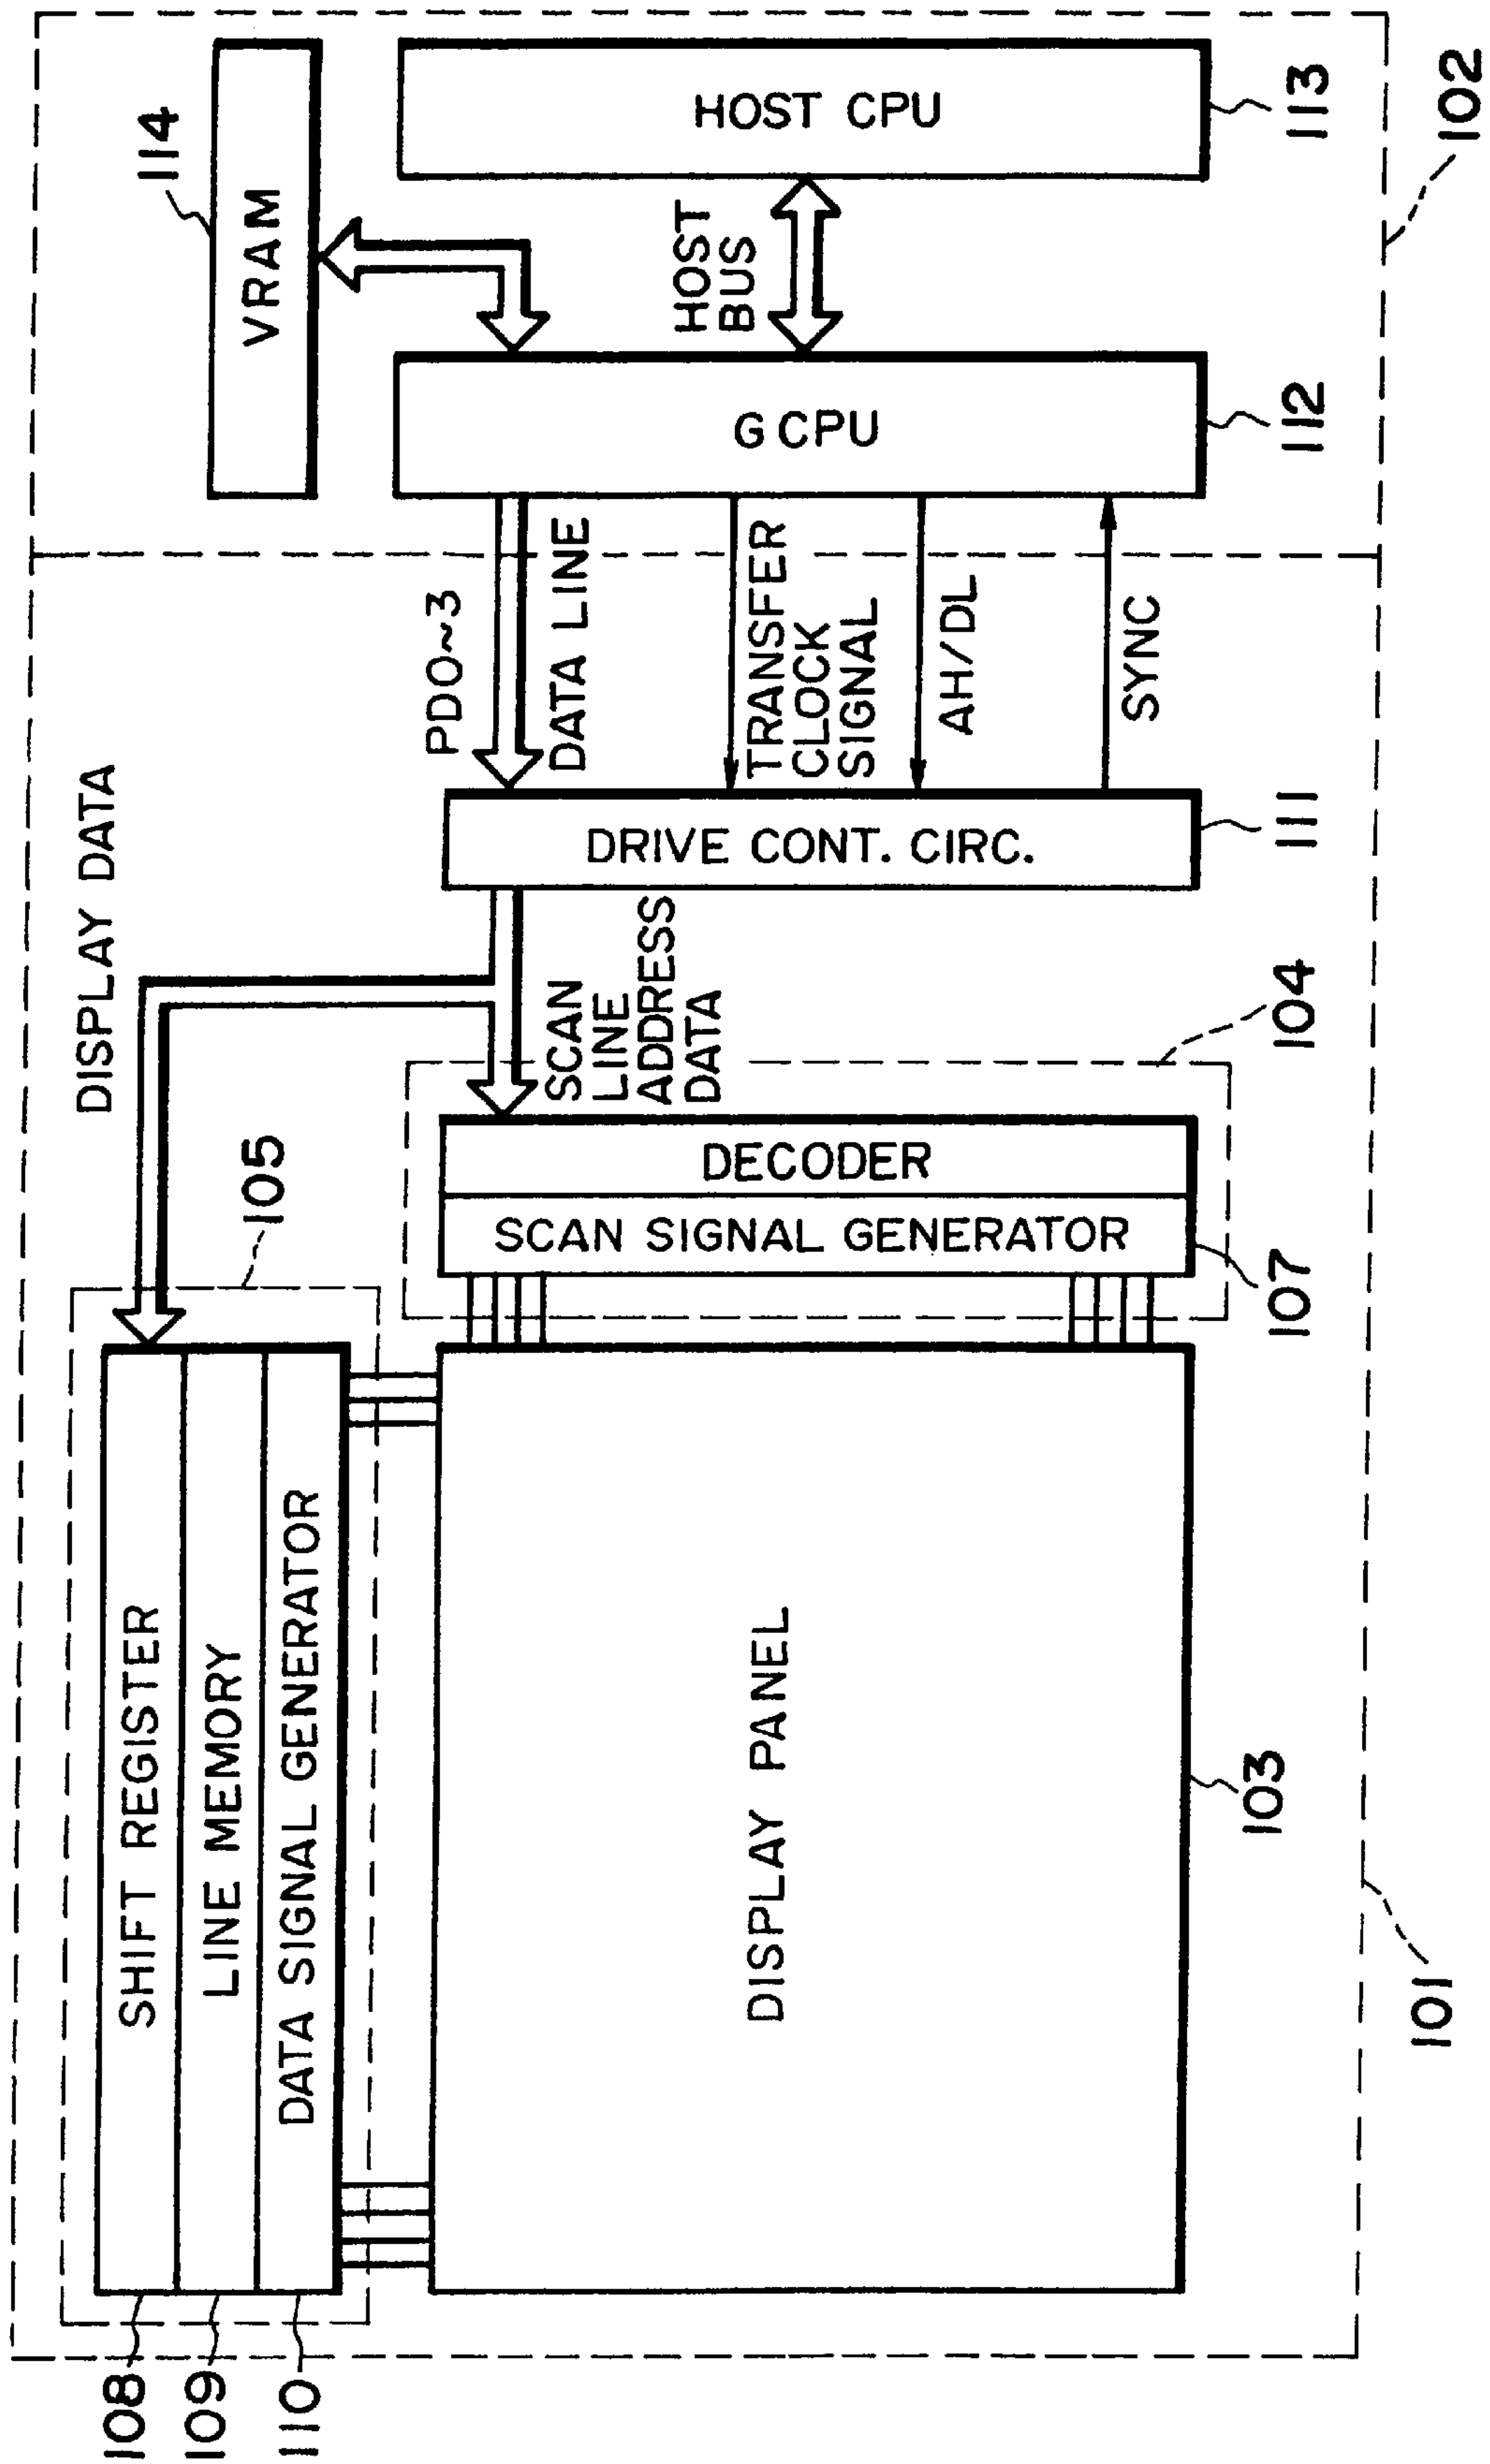 108
109
110
SHIFT REGISTER
LINE MEMORY
DATA SIGNAL GENERATOR
105
DISPLAY DATA
114
VRAM
DISPLAY PANEL
103
SCAN SIGNAL GENERATOR
DECODER
107
104
SCAN
LINE
ADDRESS
DATA
DRIVE CONT. CIRC.
111
PD0~3
DATA LINE
TRANSFER
CLOCK
SIGNAL
AH/DL
SYNC
GCPU
112
HOST
BUS
HOST CPU
113
101
102